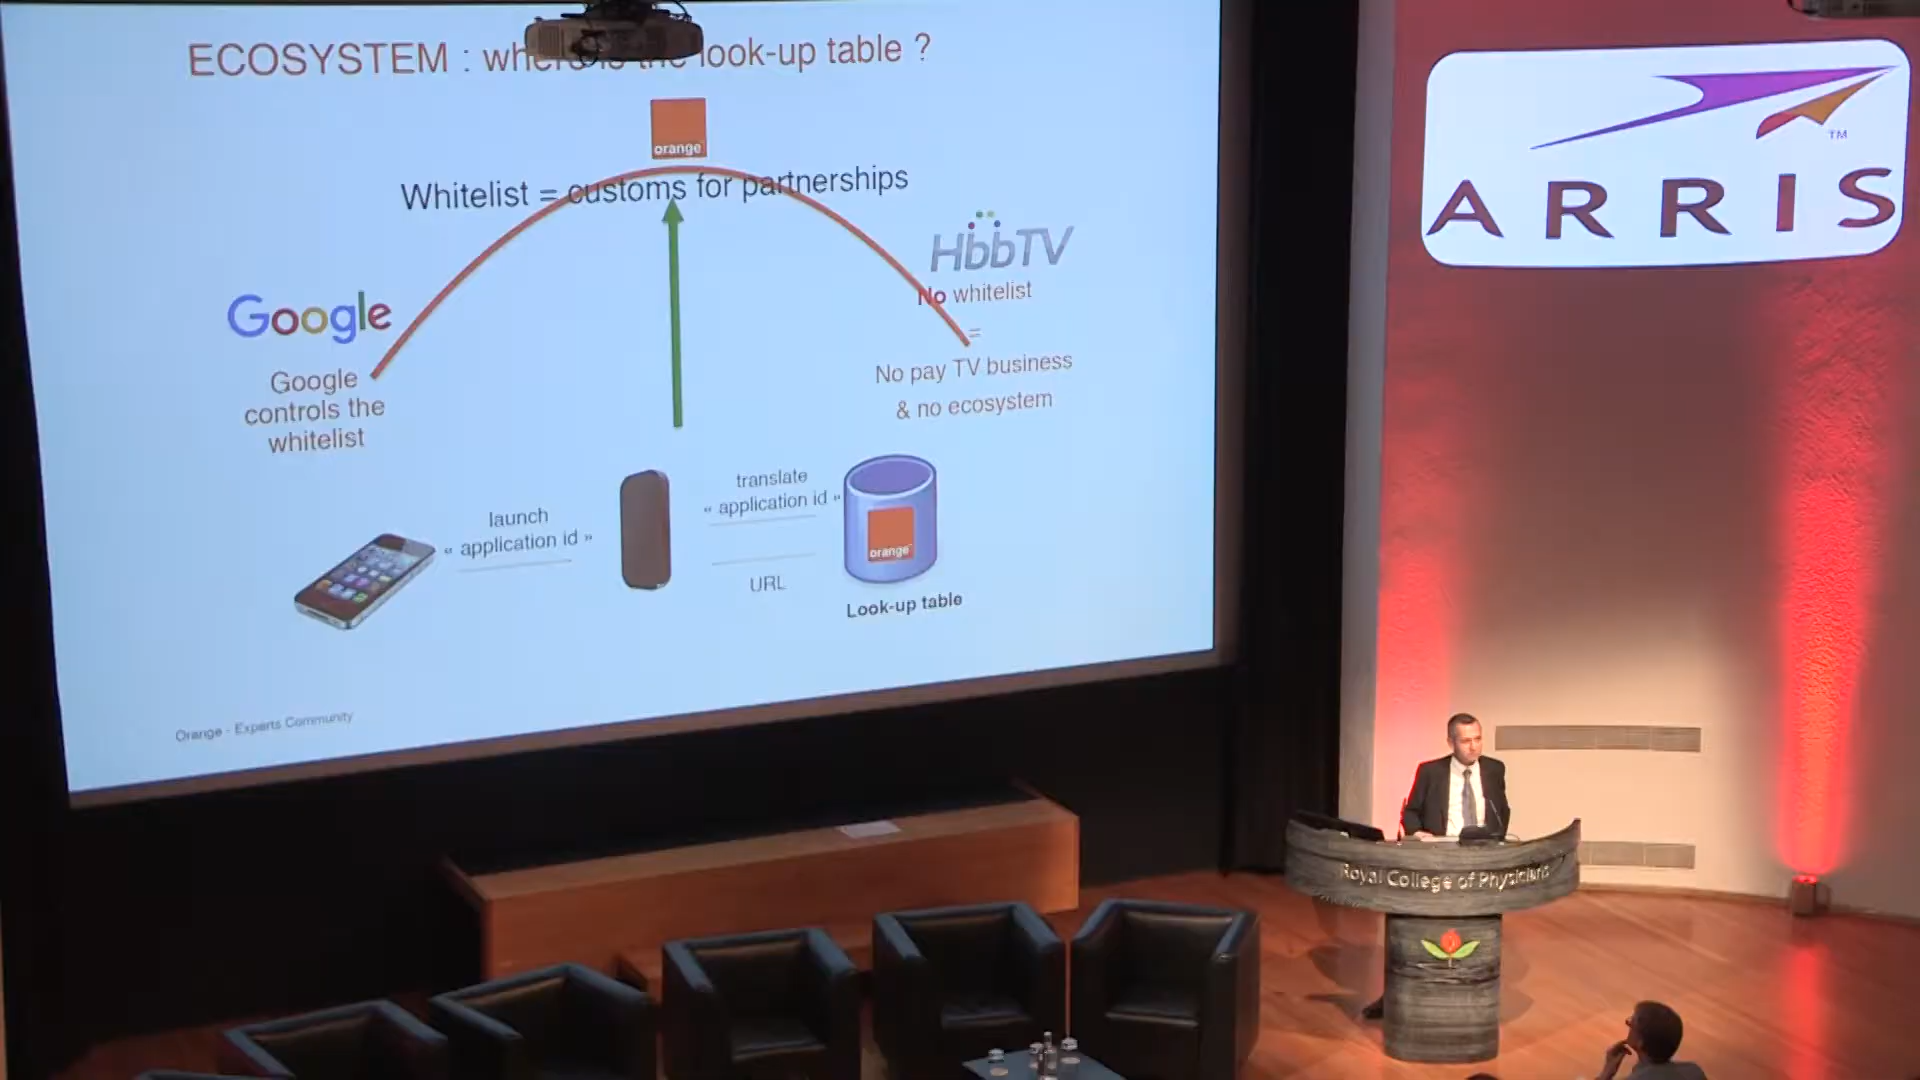 ECOSYSTEM : where is the look-up table ?
orange
Whitelist = customs for partnerships
HbbTV
No whitelist
=
No pay TV business
& no ecosystem
Google
Google
controls the
whitelist
launch
« application id »
translate
« application id »
URL
orange
Look-up table
Orange - Experts Community
ARRIS
TM
Royal College of Physicians